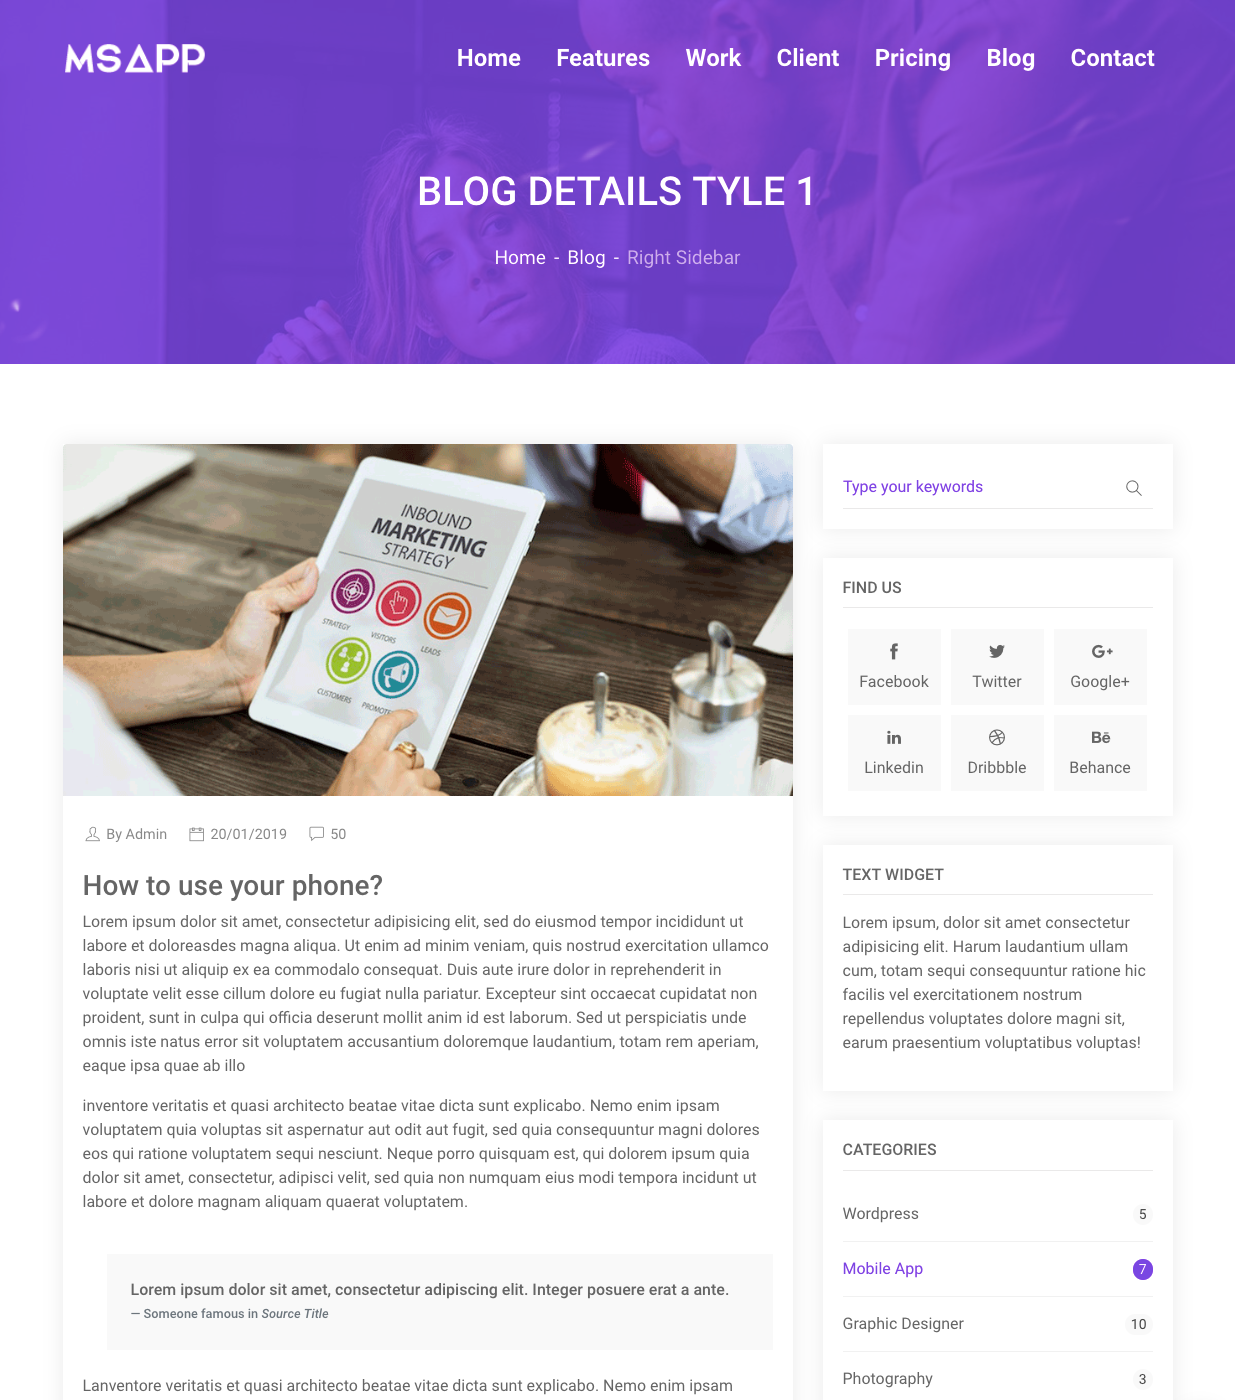 MSAPP
Home Features Work Client Pricing Blog Contact
BLOG DETAILS TYLE 1
Home - Blog - Right Sidebar
INBOUND
MARKETING
STRATEGY
STRATEGY
VISITORS
LEADS
CUSTOMERS
PROMOTE
By Admin 20/01/2019 50
How to use your phone?
Lorem ipsum dolor sit amet, consectetur adipisicing elit, sed do eiusmod tempor incididunt ut
labore et doloreasdes magna aliqua. Ut enim ad minim veniam, quis nostrud exercitation ullamco
laboris nisi ut aliquip ex ea commodalo consequat. Duis aute irure dolor in reprehenderit in
voluptate velit esse cillum dolore eu fugiat nulla pariatur. Excepteur sint occaecat cupidatat non
proident, sunt in culpa qui officia deserunt mollit anim id est laborum. Sed ut perspiciatis unde
omnis iste natus error sit voluptatem accusantium doloremque laudantium, totam rem aperiam,
eaque ipsa quae ab illo
inventore veritatis et quasi architecto beatae vitae dicta sunt explicabo. Nemo enim ipsam
voluptatem quia voluptas sit aspernatur aut odit aut fugit, sed quia consequuntur magni dolores
eos qui ratione voluptatem sequi nesciunt. Neque porro quisquam est, qui dolorem ipsum quia
dolor sit amet, consectetur, adipisci velit, sed quia non numquam eius modi tempora incidunt ut
labore et dolore magnam aliquam quaerat voluptatem.
Lorem ipsum dolor sit amet, consectetur adipiscing elit. Integer posuere erat a ante.
— Someone famous in Source Title
Lanventore veritatis et quasi architecto beatae vitae dicta sunt explicabo. Nemo enim ipsam
Type your keywords
FIND US
Facebook Twitter Google+
Linkedin Dribbble Behance
TEXT WIDGET
Lorem ipsum, dolor sit amet consectetur
adipisicing elit. Harum laudantium ullam
cum, totam sequi consequuntur ratione hic
facilis vel exercitationem nostrum
repellendus voluptates dolore magni sit,
earum praesentium voluptatibus voluptas!
CATEGORIES
Wordpress 5
Mobile App 7
Graphic Designer 10
Photography 3